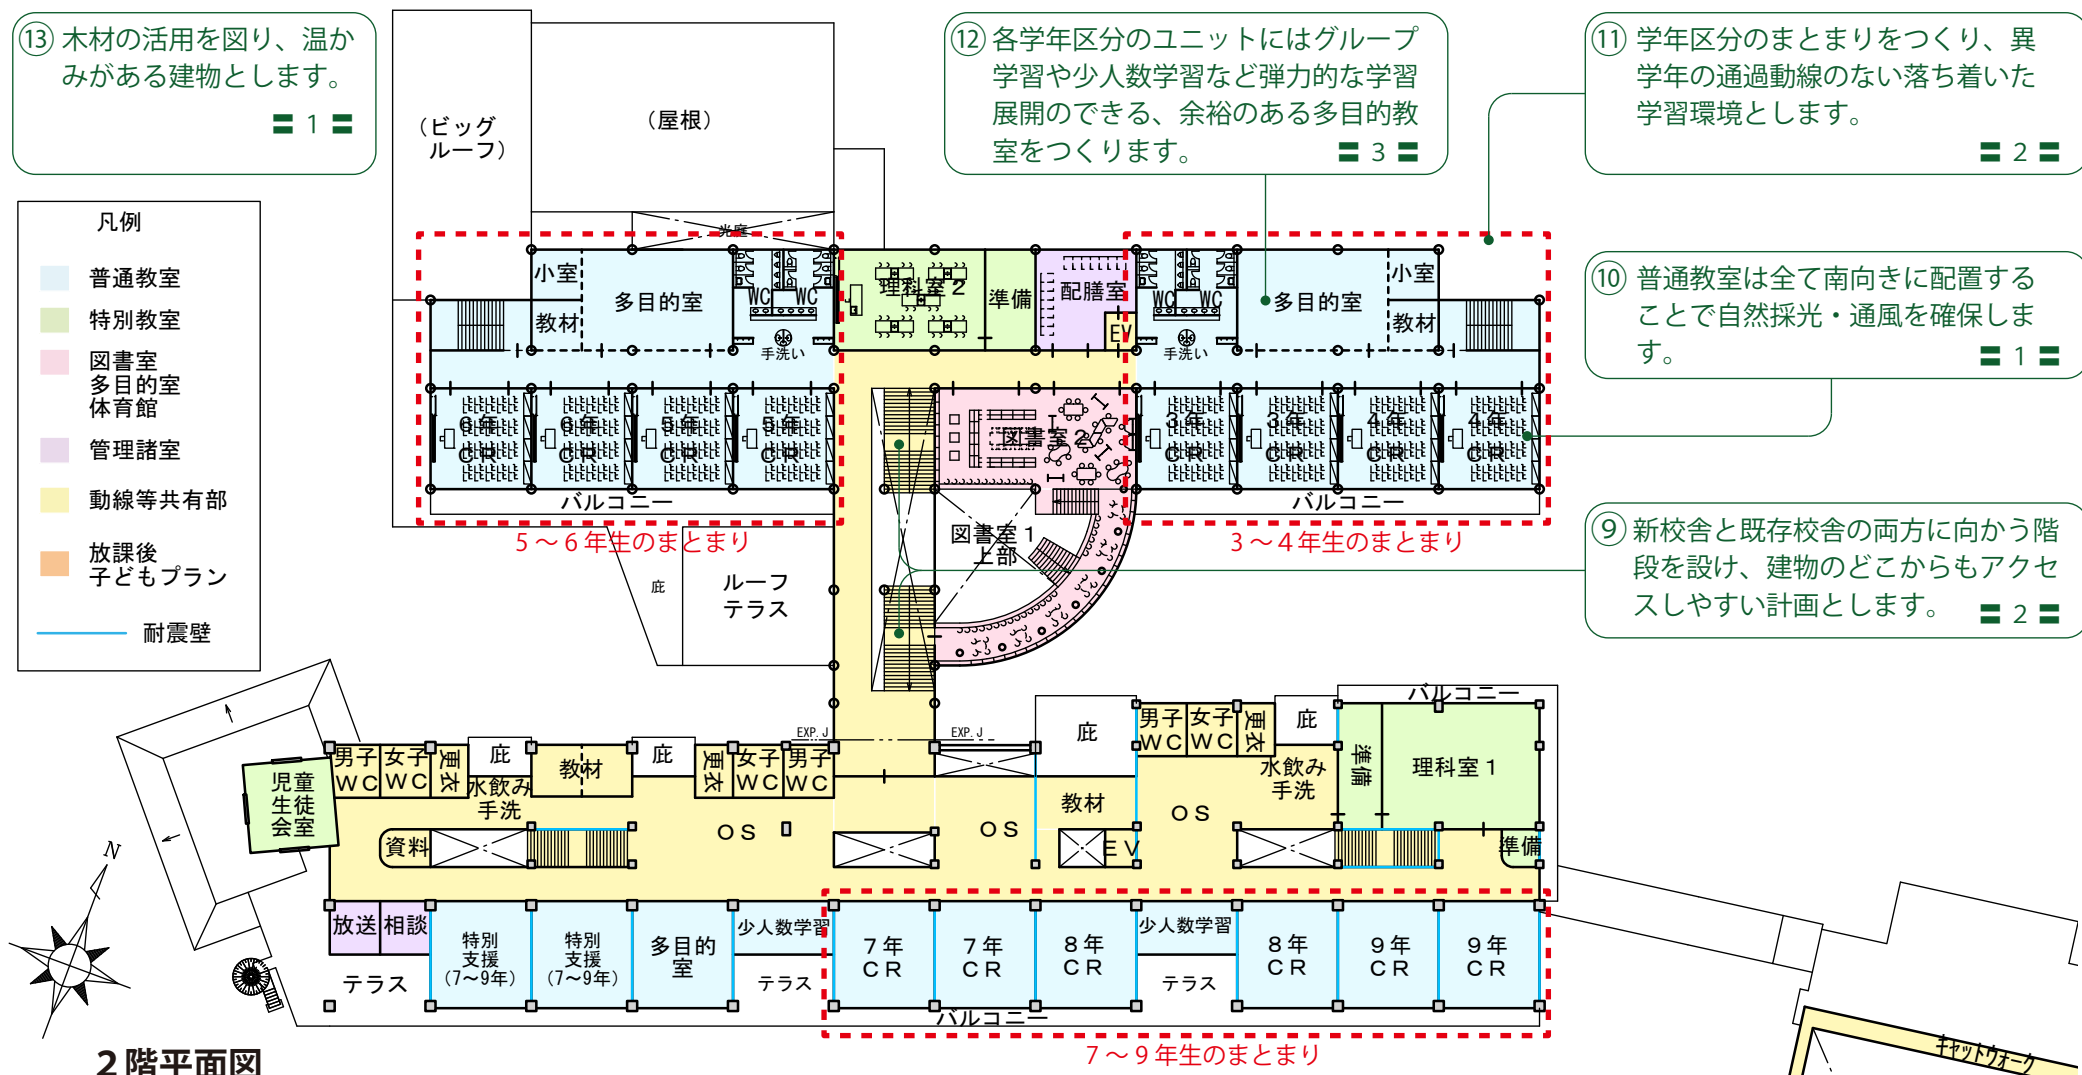 ⑬ 木材の活用を図り、温か
みがある建物とします。
〓 1 〓
⑫ 各学年区分のユニットにはグループ
学習や少人数学習など弾力的な学習
展開のできる、余裕のある多目的教
室をつくります。 〓 3 〓
⑪ 学年区分のまとまりをつくり、異
学年の通過動線のない落ち着いた
学習環境とします。
〓 2 〓
⑩ 普通教室は全て南向きに配置する
ことで自然採光・通風を確保しま
す。 〓 1 〓
⑨ 新校舎と既存校舎の両方に向かう階
段を設け、建物のどこからもアクセ
スしやすい計画とします。 〓 2 〓
凡例
普通教室
特別教室
図書室
多目的室
体育館
管理諸室
動線等共有部
放課後
子どもプラン
耐震壁
(ビッグ
ルーフ)
(屋根)
光庭
小室
教材
多目的室
WC
WC
手洗い
理科室2
準備
配膳室
EV
WC
WC
手洗い
多目的室
小室
教材
6年
CR
6年
CR
5年
CR
5年
CR
バルコニー
図書室2
3年
CR
3年
CR
4年
CR
4年
CR
バルコニー
5～6年生のまとまり
3～4年生のまとまり
図書室1
上部
庇
ルーフ
テラス
EXP.J
EXP.J
児童
生徒
会室
男子
WC
女子
WC
更衣
庇
水飲み
手洗
教材
庇
更衣
女子
WC
男子
WC
資料
OS
OS
庇
教材
EV
男子
WC
女子
WC
更衣
庇
OS
水飲み
手洗
バルコニー
準備
理科室1
準備
放送
相談
テラス
特別
支援
(7～9年)
特別
支援
(7～9年)
多目的
室
少人数学習
テラス
7年
CR
7年
CR
8年
CR
少人数学習
テラス
8年
CR
9年
CR
9年
CR
バルコニー
7～9年生のまとまり
N
2階平面図
キャットウォーク